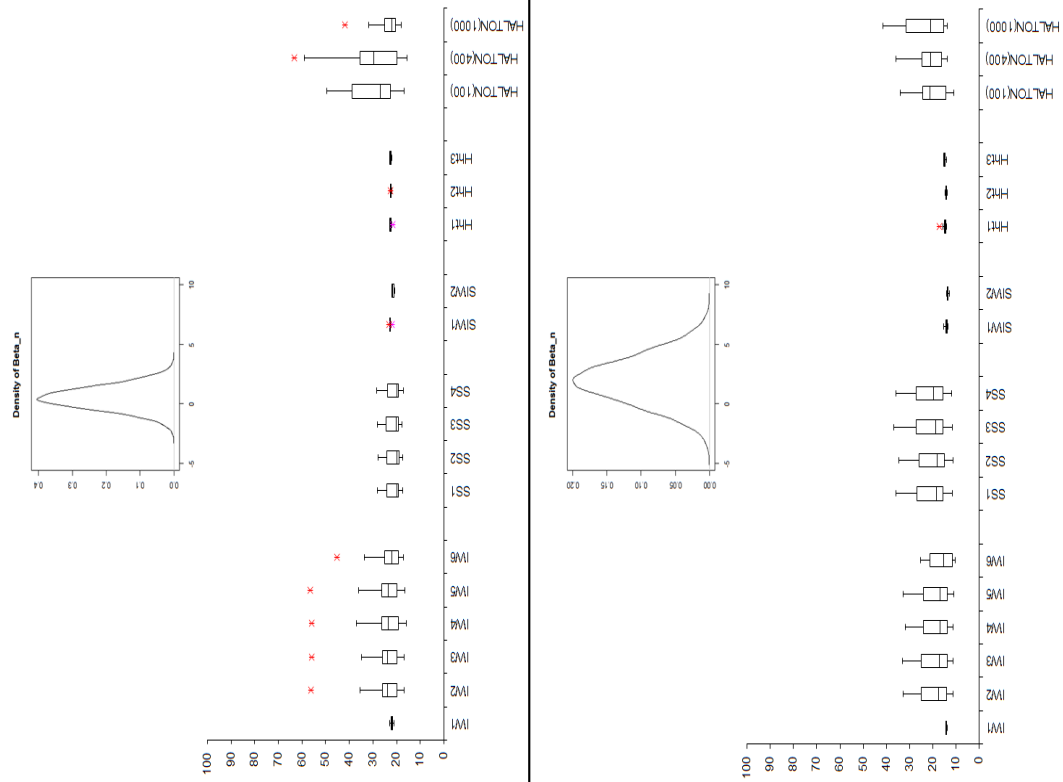 HALTON(1000)
HALTON(400)
HALTON(100)
Hht3
Hht2
Hht1
SIW2
SIW1
SS4
SS3
SS2
SS1
IW6
IW5
IW4
IW3
IW2
IW1
100 90 80 70 60 50 40 30 20 10 0
Density of Beta_n
10
5
0
-5
0.4 0.3 0.2 0.1 0.0
HALTON(1000)
HALTON(400)
HALTON(100)
Hht3
Hht2
Hht1
SIW2
SIW1
SS4
SS3
SS2
SS1
IW6
IW5
IW4
IW3
IW2
IW1
100 90 80 70 60 50 40 30 20 10 0
Density of Beta_n
10
5
0
-5
0.20 0.15 0.10 0.05 0.00